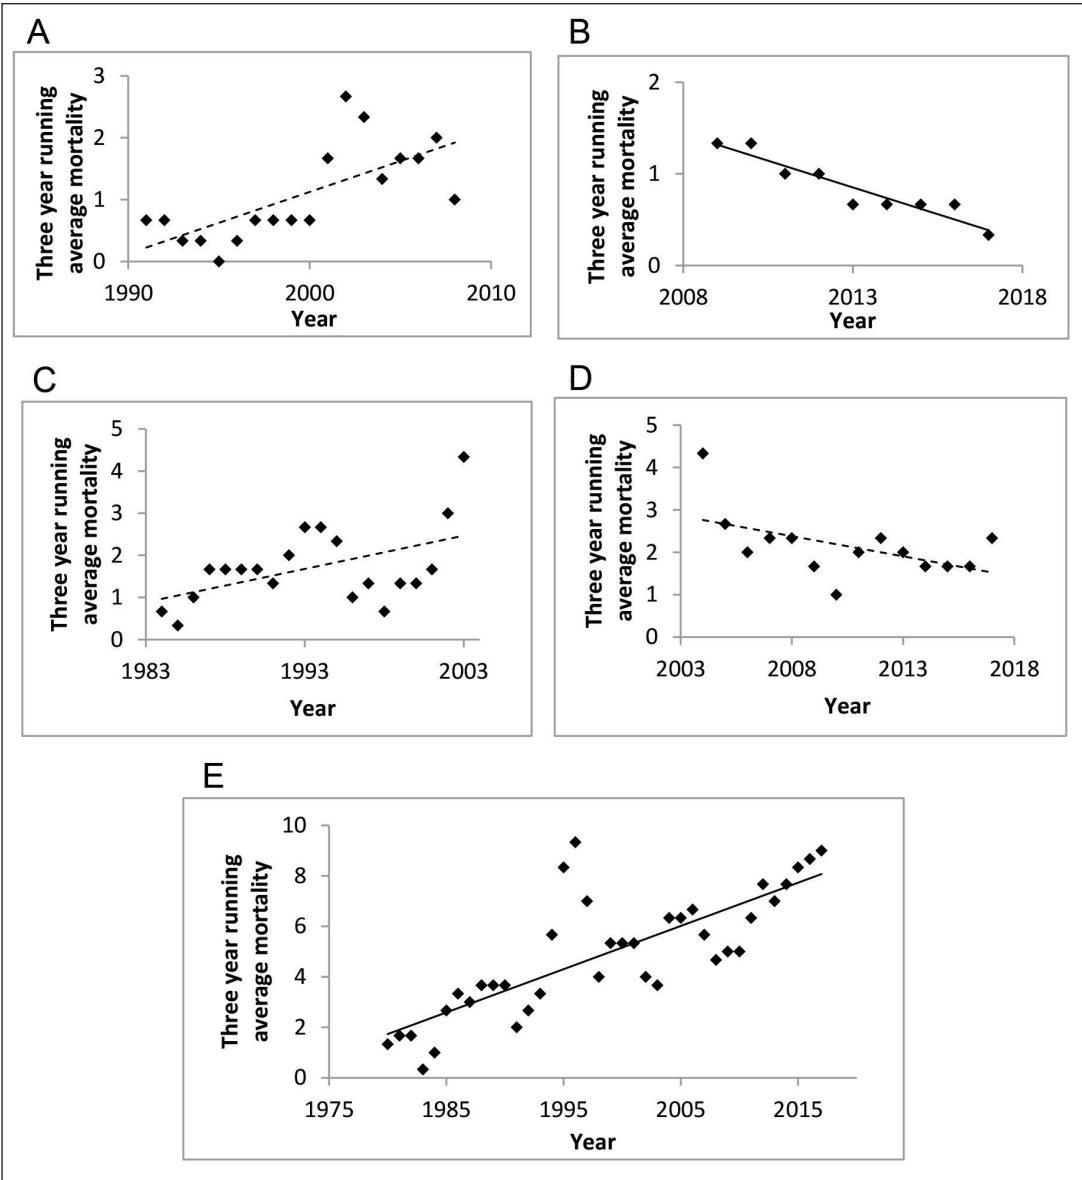 A
Three year running
average mortality
3
2
1
0
1990 2000 2010
Year
B
Three year running
average mortality
2
1
0
2008 2013 2018
Year
C
Three year running
average mortality
5
4
3
2
1
0
1983 1993 2003
Year
D
Three year running
average mortality
5
4
3
2
1
0
2003 2008 2013 2018
Year
E
Three year running
average mortality
10
8
6
4
2
0
1975 1985 1995 2005 2015
Year